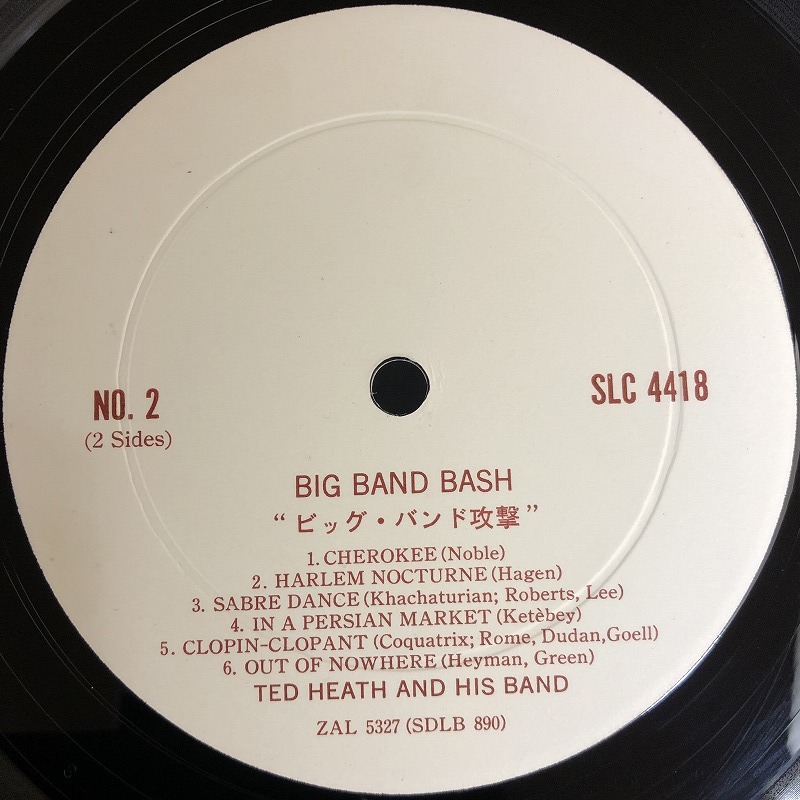 NO. 2
(2 Sides)
SLC 4418
BIG BAND BASH
“ビッグ・バンド攻撃”
1. CHEROKEE (Noble)
2. HARLEM NOCTURNE (Hagen)
3. SABRE DANCE (Khachaturian; Roberts, Lee)
4. IN A PERSIAN MARKET (Ketèbey)
5. CLOPIN-CLOPANT (Coquatrix; Rome, Dudan,Goell)
6. OUT OF NOWHERE (Heyman, Green)
TED HEATH AND HIS BAND
ZAL 5327 (SDLB 890)